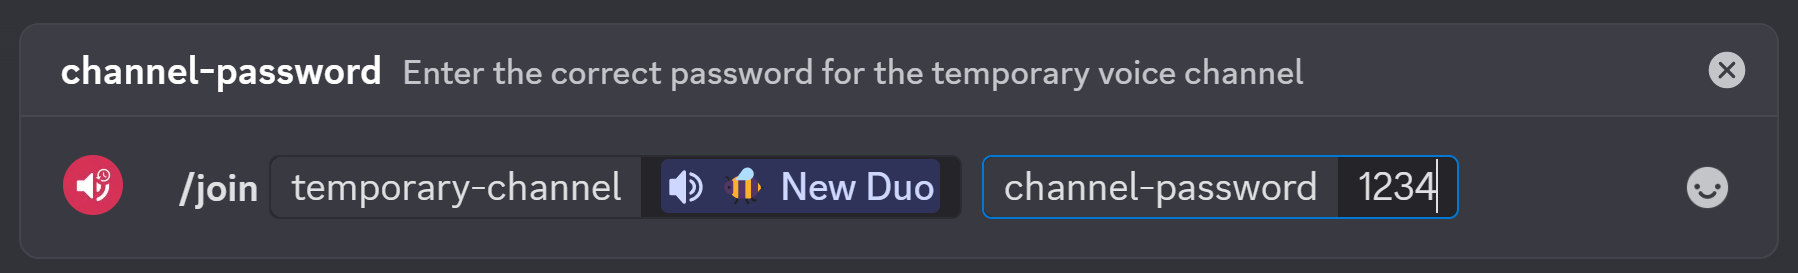 channel-password Enter the correct password for the temporary voice channel
/join temporary-channel 🐝 New Duo channel-password 1234